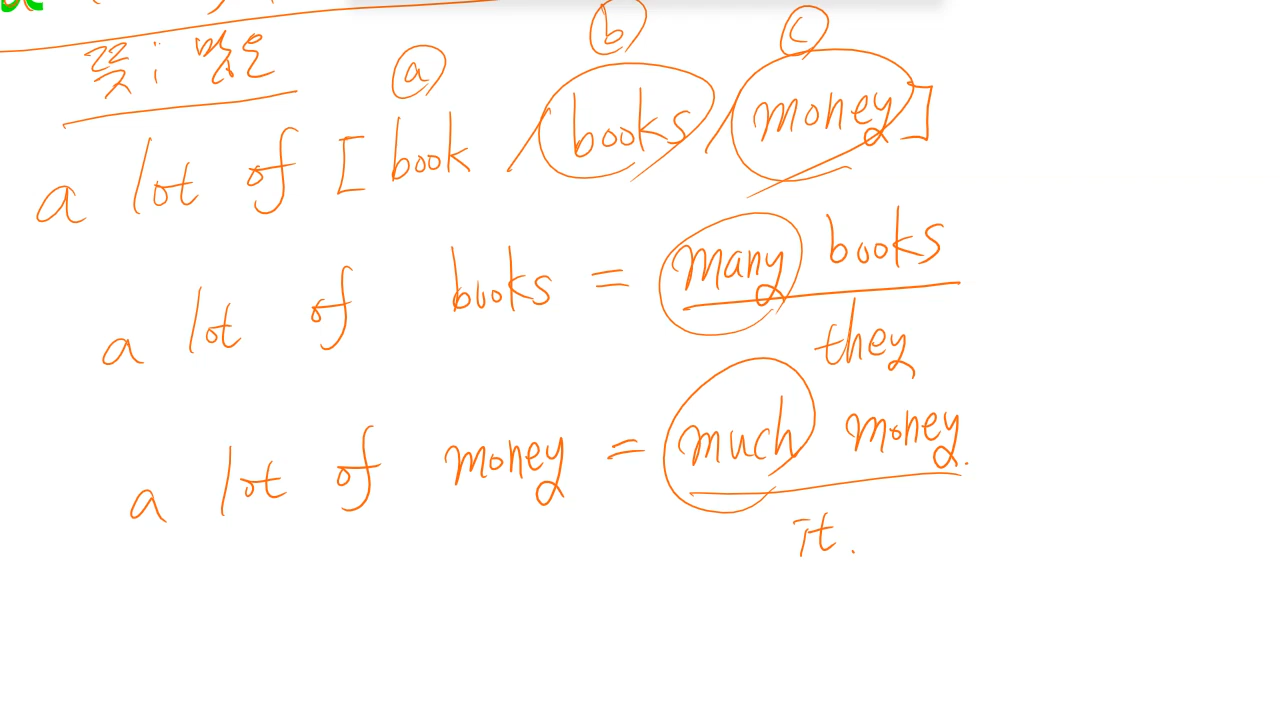 뜻; 많은
ⓐ ⓑ ⓒ
a lot of [book / books / money]
a lot of books = many books
they
a lot of money = much money.
it.